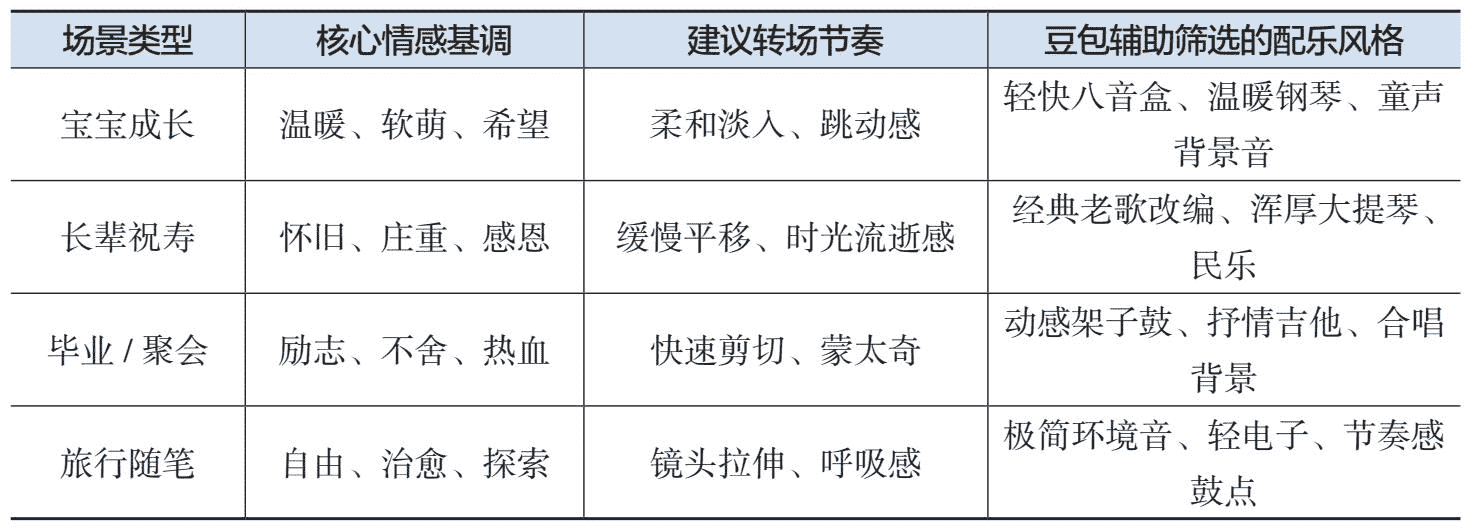 场景类型 核心情感基调 建议转场节奏 豆包辅助筛选的配乐风格
宝宝成长 温暖、软萌、希望 柔和淡入、跳动感 轻快八音盒、温暖钢琴、童声
背景音
长辈祝寿 怀旧、庄重、感恩 缓慢平移、时光流逝感 经典老歌改编、浑厚大提琴、
民乐
毕业 / 聚会 励志、不舍、热血 快速剪切、蒙太奇 动感架子鼓、抒情吉他、合唱
背景
旅行随笔 自由、治愈、探索 镜头拉伸、呼吸感 极简环境音、轻电子、节奏感
鼓点